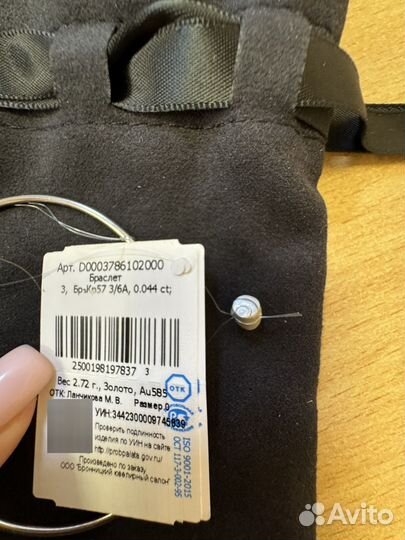 Арт. D0003786102000
Браслет
3, БрьКр57 3/6А, 0.044 ct;
2500198197837 3
Вес 2.72 г., Золото, Au585
ОТК: Ланчикова М. В. Размер 0
УИН:3442300009745839
Проверить подлинность
изделия по УИН на сайте
http://probpalata.gov.ru/
Произведено по заказу
ООО "Бронницкий ювелирный салон"
ОТК
ISO 9001-2015
ОСТ 117-3-002-95
Avito